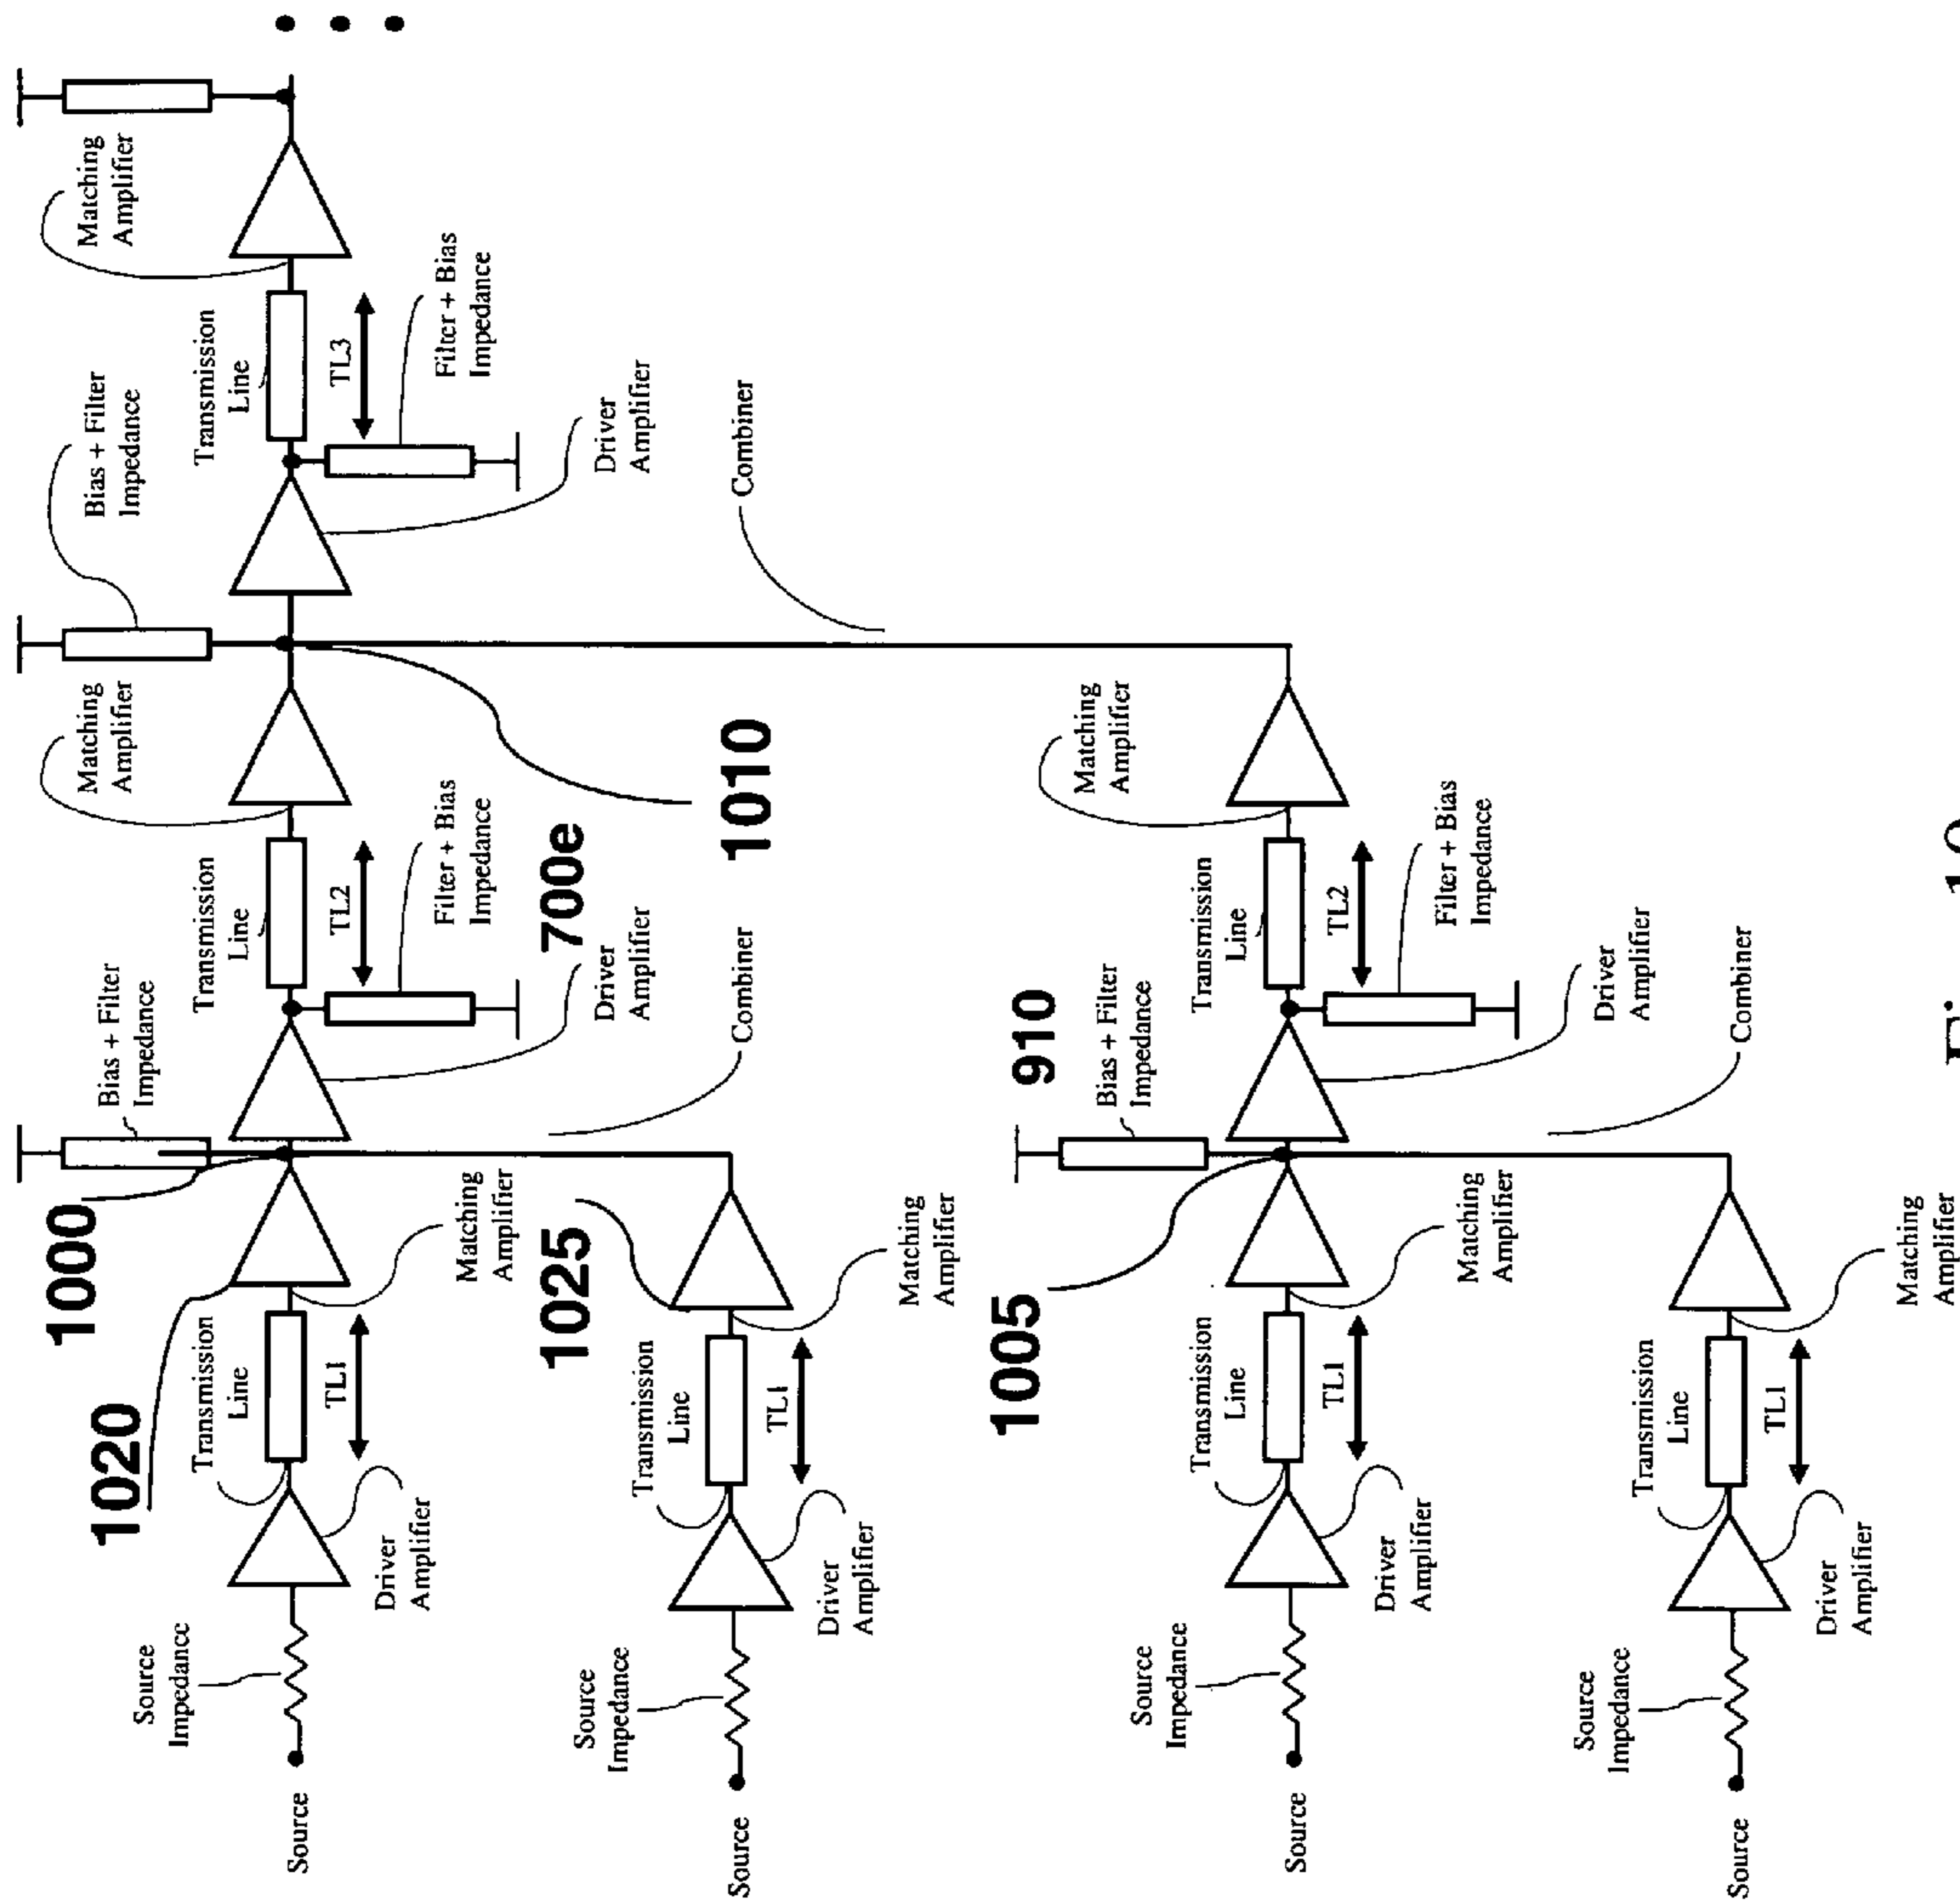 Source
Source
Impedance
Driver
Amplifier
1020
Transmission
Line
TL1
1000
Matching
Amplifier
Bias + Filter
Impedance
Combiner
Driver
Amplifier
700e
Transmission
Line
TL2
Filter + Bias
Impedance
Matching
Amplifier
1010
Bias + Filter
Impedance
Combiner
Driver
Amplifier
Transmission
Line
TL3
Filter + Bias
Impedance
Matching
Amplifier
Source
Source
Impedance
Driver
Amplifier
Transmission
Line
TL1
1025
Matching
Amplifier
Source
Source
Impedance
Driver
Amplifier
Transmission
Line
TL1
1005
Matching
Amplifier
910
Bias + Filter
Impedance
Combiner
Driver
Amplifier
Transmission
Line
TL2
Filter + Bias
Impedance
Matching
Amplifier
Source
Source
Impedance
Driver
Amplifier
Transmission
Line
TL1
Matching
Amplifier